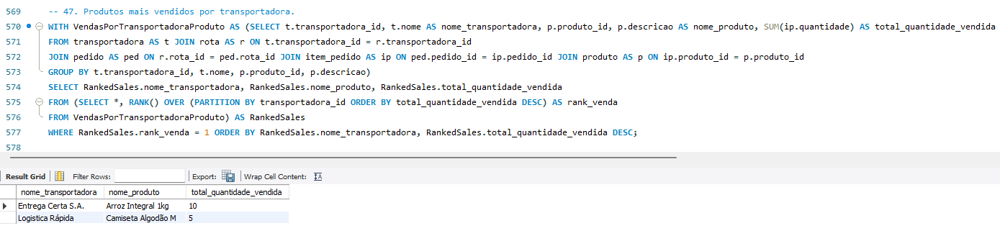 569 -- 47. Produtos mais vendidos por transportadora.
570 WITH VendasPorTransportadoraProduto AS (SELECT t.transportadora_id, t.nome AS nome_transportadora, p.produto_id, p.descricao AS nome_produto, SUM(ip.quantidade) AS total_quantidade_vendida
571 FROM transportadora AS t JOIN rota AS r ON t.transportadora_id = r.transportadora_id
572 JOIN pedido AS ped ON r.rota_id = ped.rota_id JOIN item_pedido AS ip ON ped.pedido_id = ip.pedido_id JOIN produto AS p ON ip.produto_id = p.produto_id
573 GROUP BY t.transportadora_id, t.nome, p.produto_id, p.descricao)
574 SELECT RankedSales.nome_transportadora, RankedSales.nome_produto, RankedSales.total_quantidade_vendida
575 FROM (SELECT *, RANK() OVER (PARTITION BY transportadora_id ORDER BY total_quantidade_vendida DESC) AS rank_venda
576 FROM VendasPorTransportadoraProduto) AS RankedSales
577 WHERE RankedSales.rank_venda = 1 ORDER BY RankedSales.nome_transportadora, RankedSales.total_quantidade_vendida DESC;
578
Result Grid Filter Rows: Export: Wrap Cell Content:
nome_transportadora nome_produto total_quantidade_vendida
Entrega Certa S.A. Arroz Integral 1kg 10
Logistica Rápida Camiseta Algodão M 5